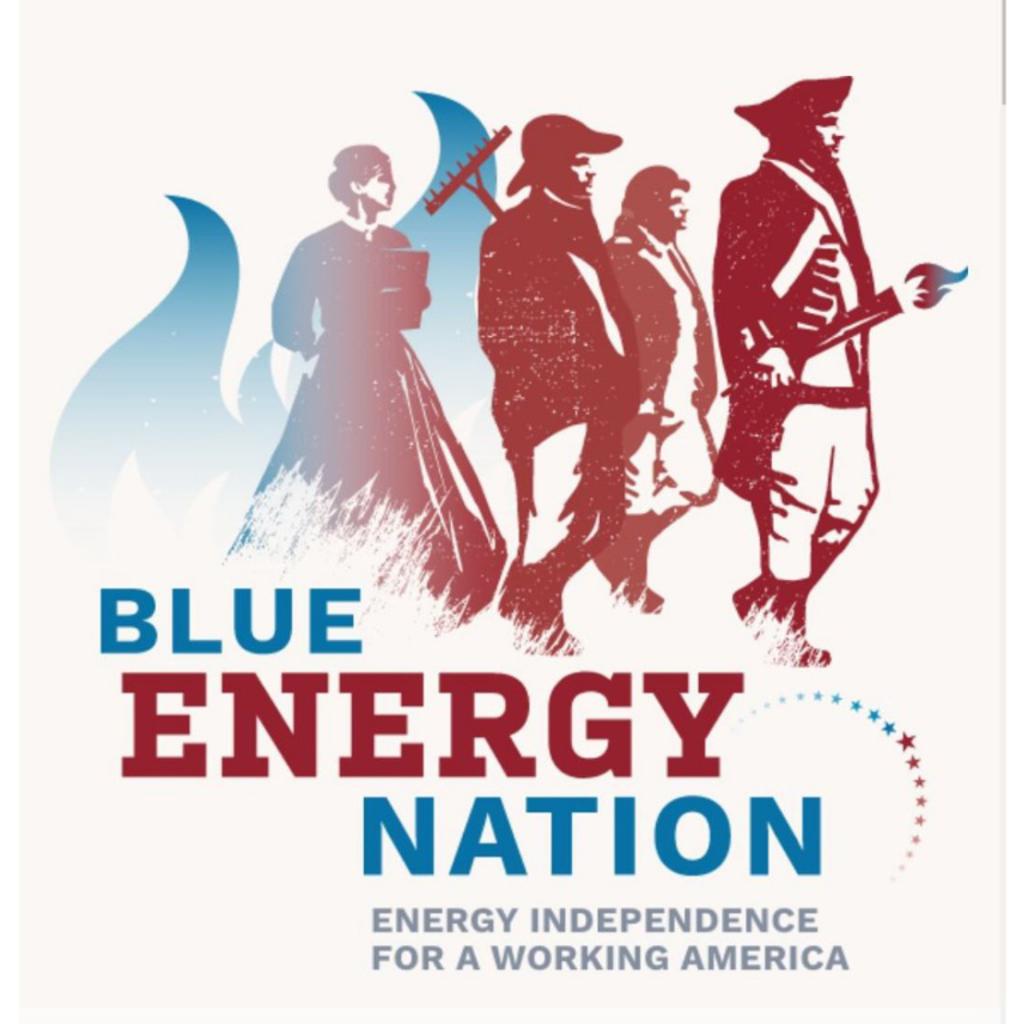 BLUE
ENERGY
NATION
ENERGY INDEPENDENCE
FOR A WORKING AMERICA